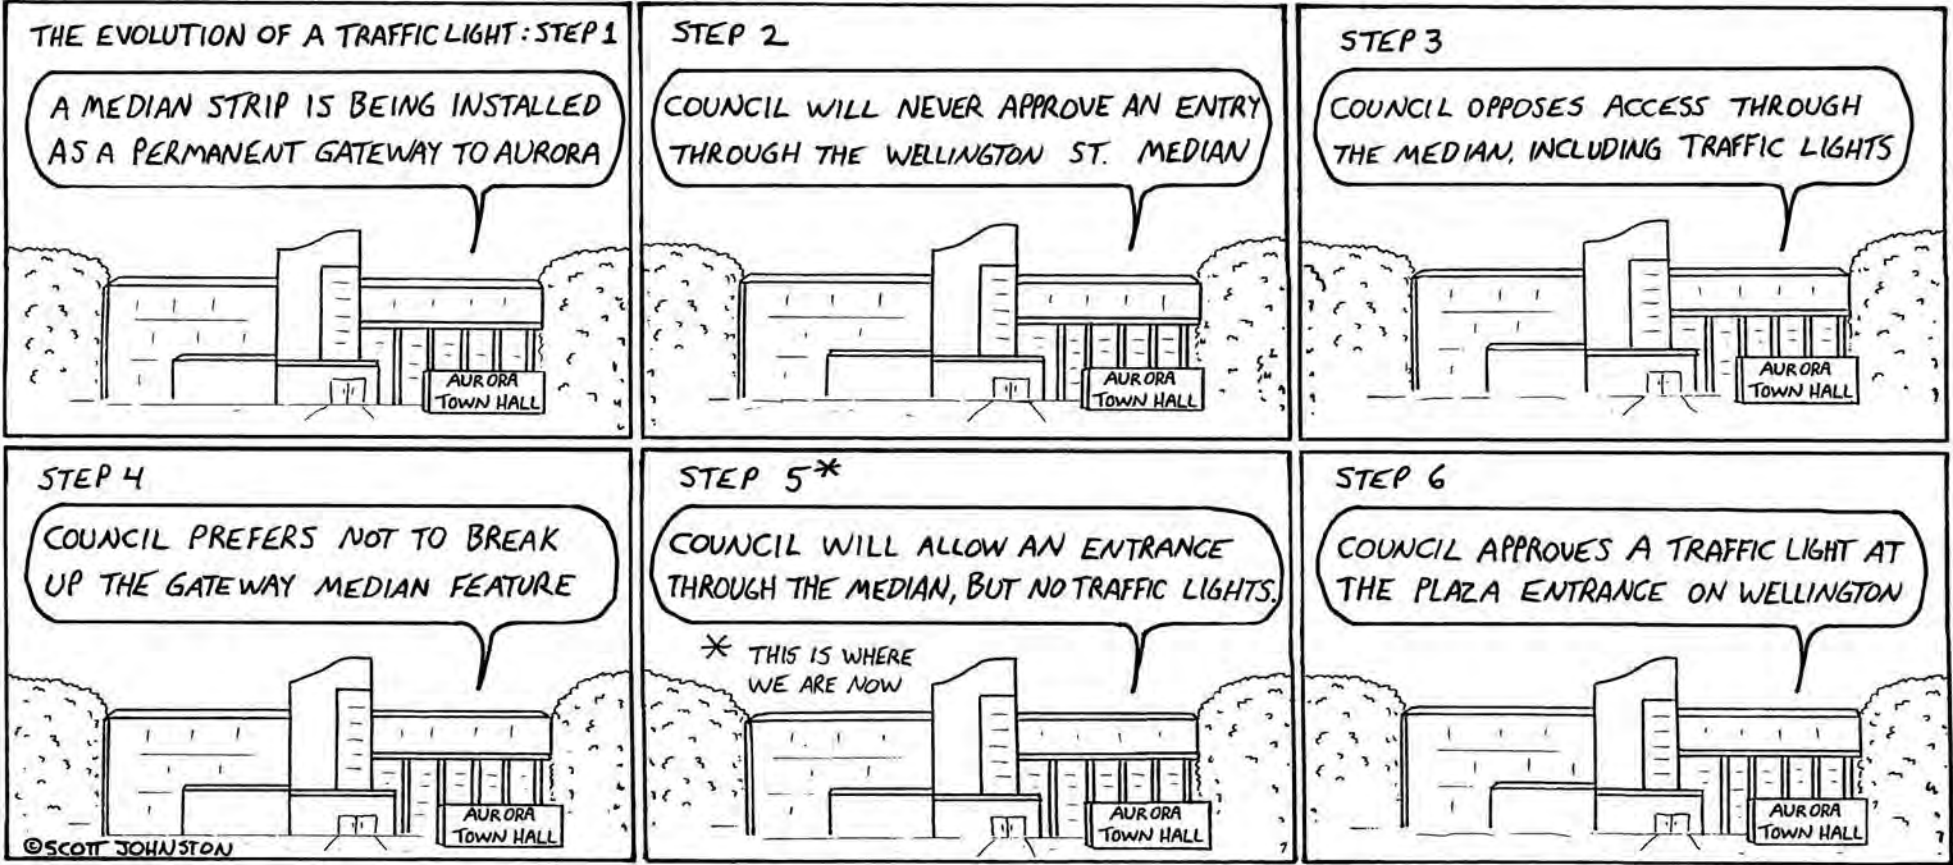 THE EVOLUTION OF A TRAFFIC LIGHT: STEP 1
A MEDIAN STRIP IS BEING INSTALLED
AS A PERMANENT GATEWAY TO AURORA
AURORA
TOWN HALL
STEP 2
COUNCIL WILL NEVER APPROVE AN ENTRY
THROUGH THE WELLINGTON ST. MEDIAN
AURORA
TOWN HALL
STEP 3
COUNCIL OPPOSES ACCESS THROUGH
THE MEDIAN, INCLUDING TRAFFIC LIGHTS
AURORA
TOWN HALL
STEP 4
COUNCIL PREFERS NOT TO BREAK
UP THE GATEWAY MEDIAN FEATURE
AURORA
TOWN HALL
©SCOTT JOHNSTON
STEP 5*
COUNCIL WILL ALLOW AN ENTRANCE
THROUGH THE MEDIAN, BUT NO TRAFFIC LIGHTS.
* THIS IS WHERE
WE ARE NOW
AURORA
TOWN HALL
STEP 6
COUNCIL APPROVES A TRAFFIC LIGHT AT
THE PLAZA ENTRANCE ON WELLINGTON
AURORA
TOWN HALL